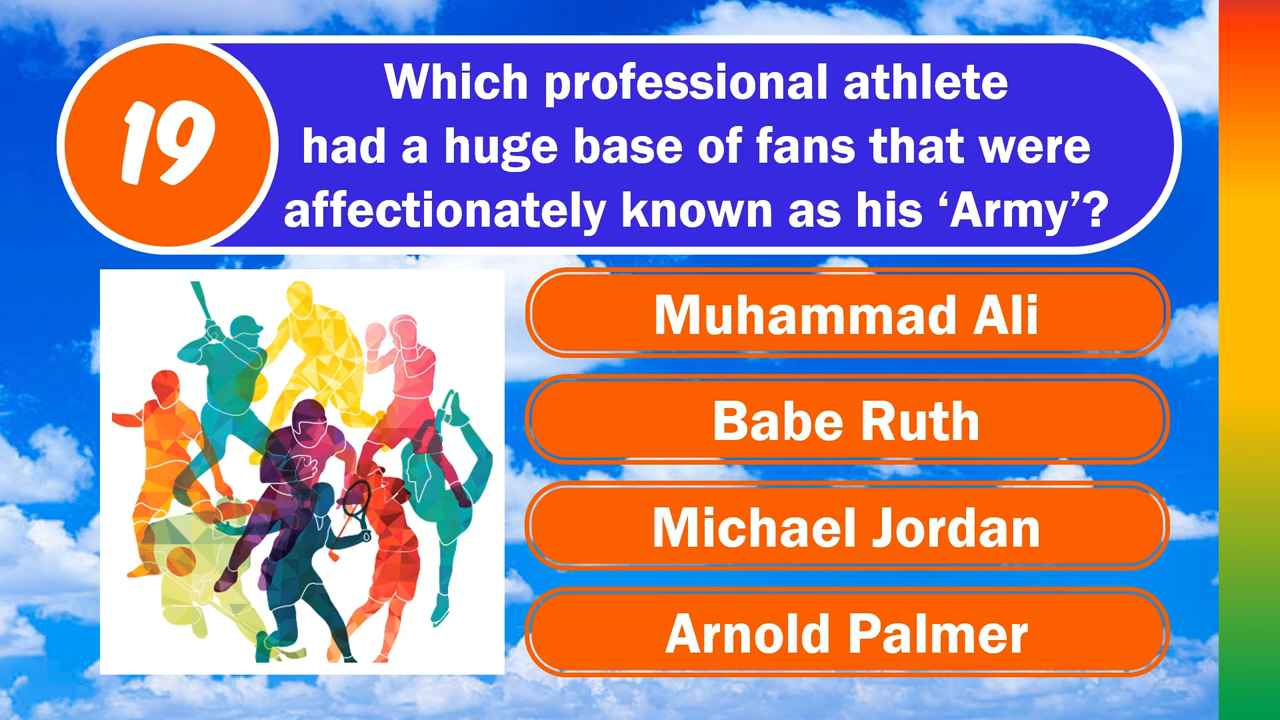 19
Which professional athlete
had a huge base of fans that were
affectionately known as his ‘Army’?
Muhammad Ali
Babe Ruth
Michael Jordan
Arnold Palmer